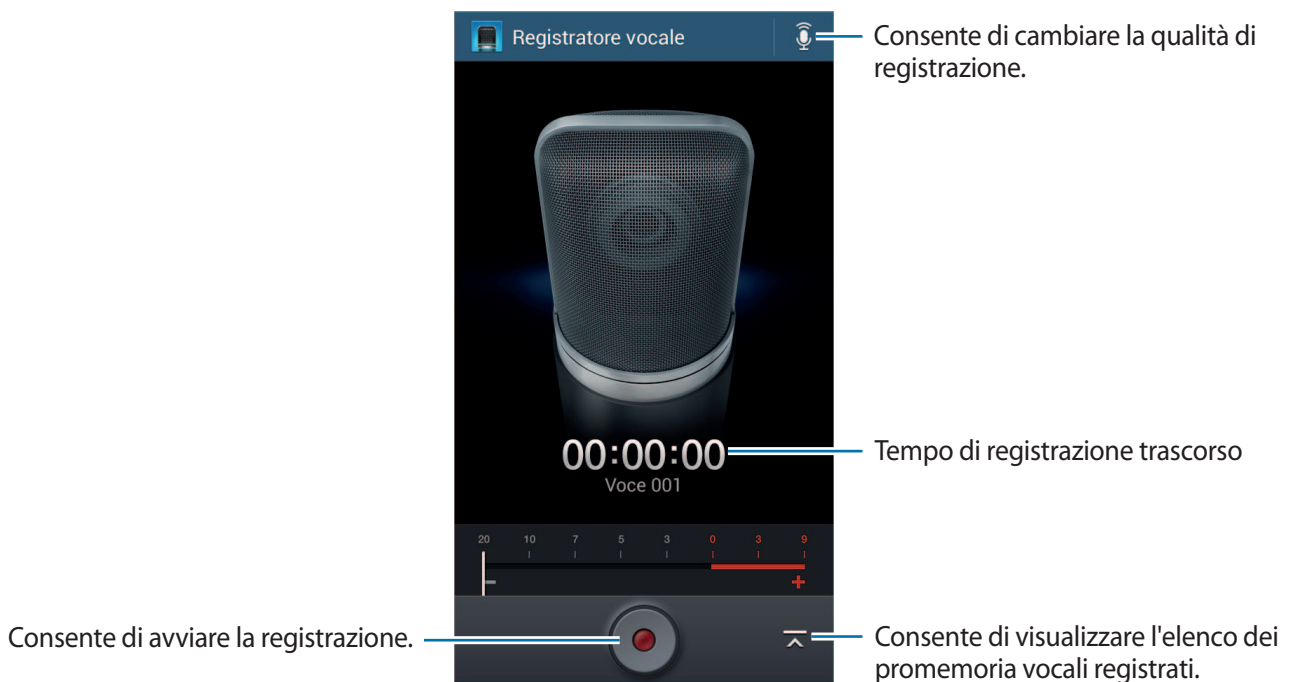 Registratore vocale
Consente di cambiare la qualità di
registrazione.
00:00:00
Voce 001
Tempo di registrazione trascorso
20 10 7 5 3 0 3 9
- +
Consente di avviare la registrazione.
Consente di visualizzare l'elenco dei
promemoria vocali registrati.